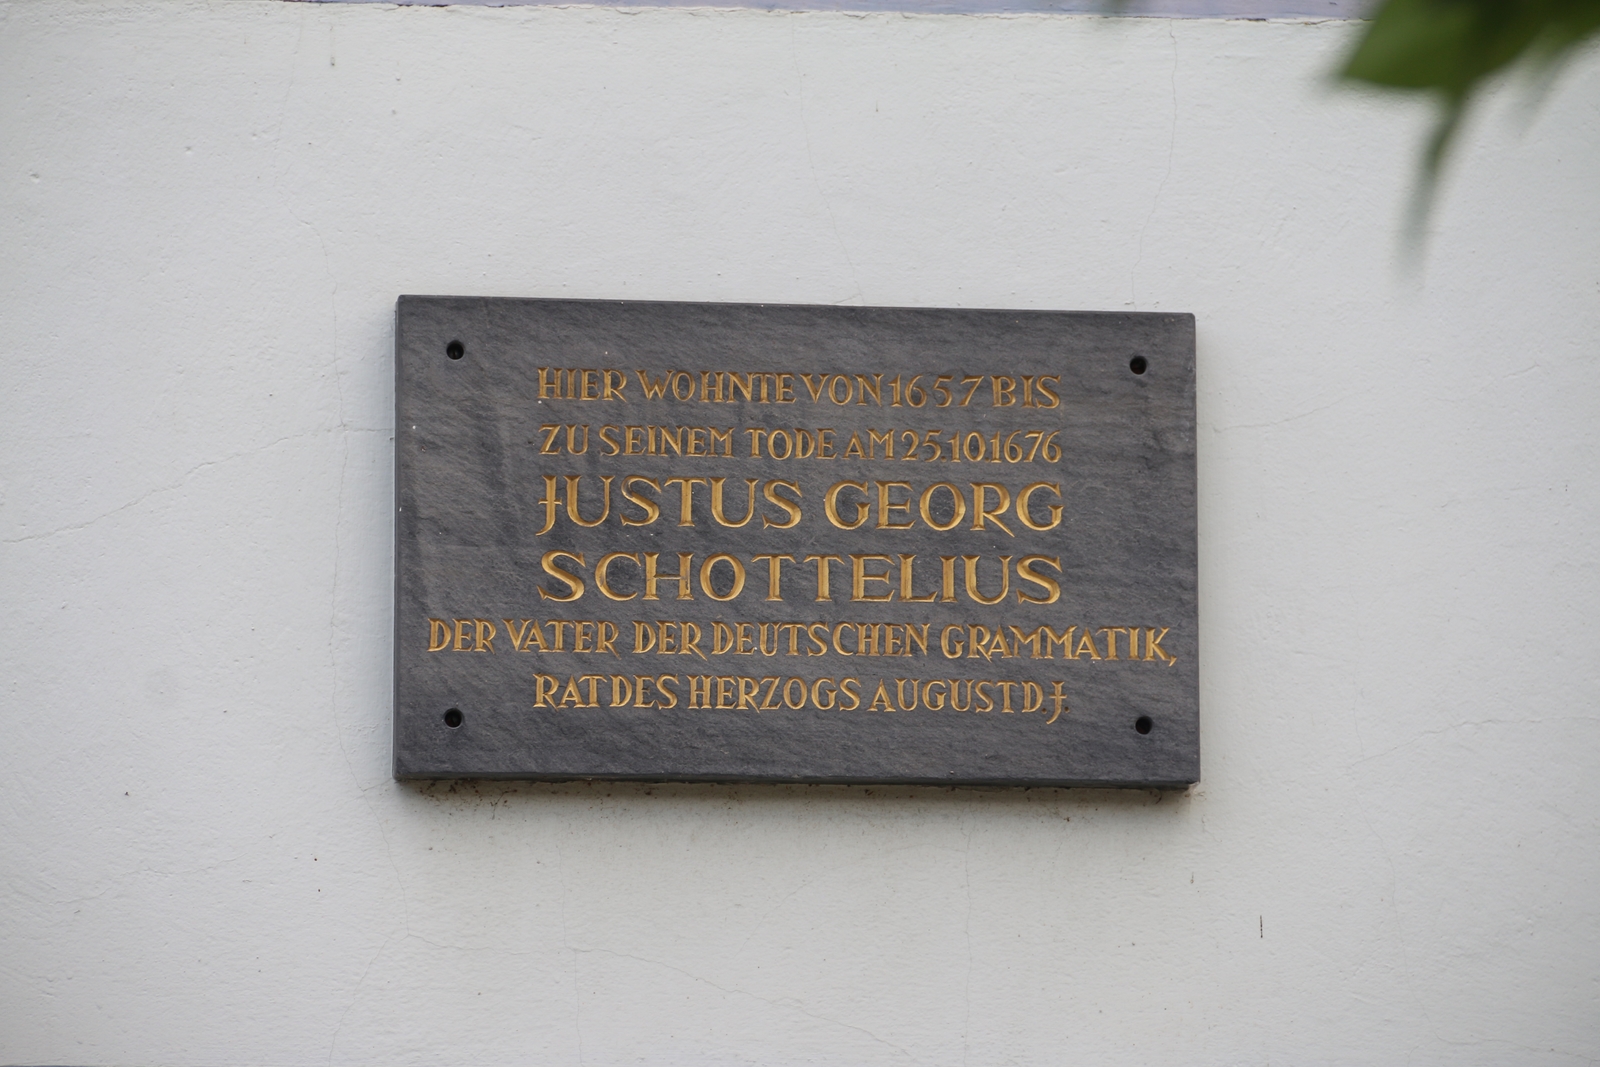 HIER WOHNTE VON 1657 BIS
ZU SEINEM TODE AM 25.10.1676
JUSTUS GEORG
SCHOTTELIUS
DER VATER DER DEUTSCHEN GRAMMATIK,
RAT DES HERZOGS AUGUST D. J.